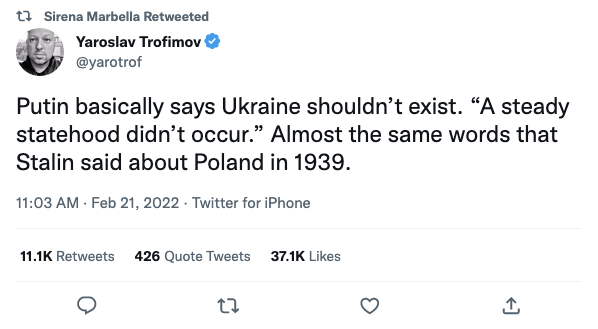 Sirena Marbella Retweeted
Yaroslav Trofimov
@yarotrof
Putin basically says Ukraine shouldn’t exist. “A steady
statehood didn’t occur.” Almost the same words that
Stalin said about Poland in 1939.
11:03 AM · Feb 21, 2022 · Twitter for iPhone
11.1K Retweets 426 Quote Tweets 37.1K Likes